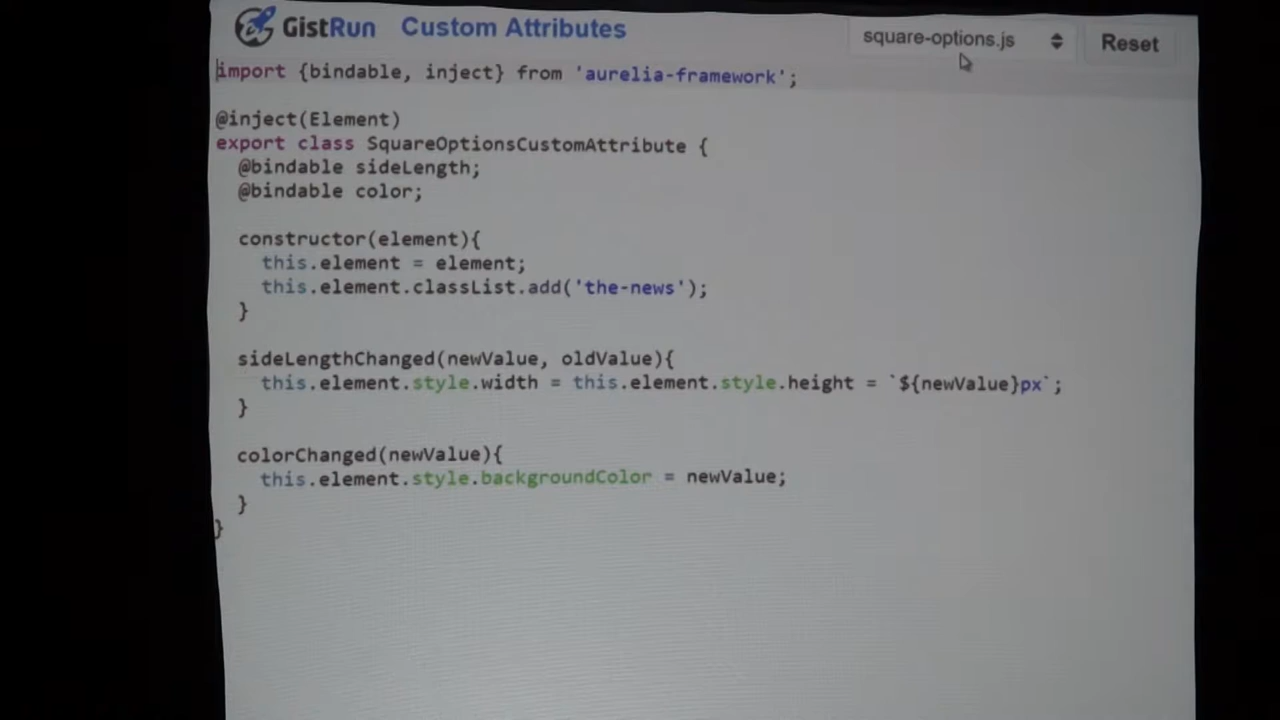 GistRun Custom Attributes square-options.js Reset
import {bindable, inject} from 'aurelia-framework';
@inject(Element)
export class SquareOptionsCustomAttribute {
@bindable sideLength;
@bindable color;
constructor(element){
this.element = element;
this.element.classList.add('the-news');
}
sideLengthChanged(newValue, oldValue){
this.element.style.width = this.element.style.height = `${newValue}px`;
}
colorChanged(newValue){
this.element.style.backgroundColor = newValue;
}
}